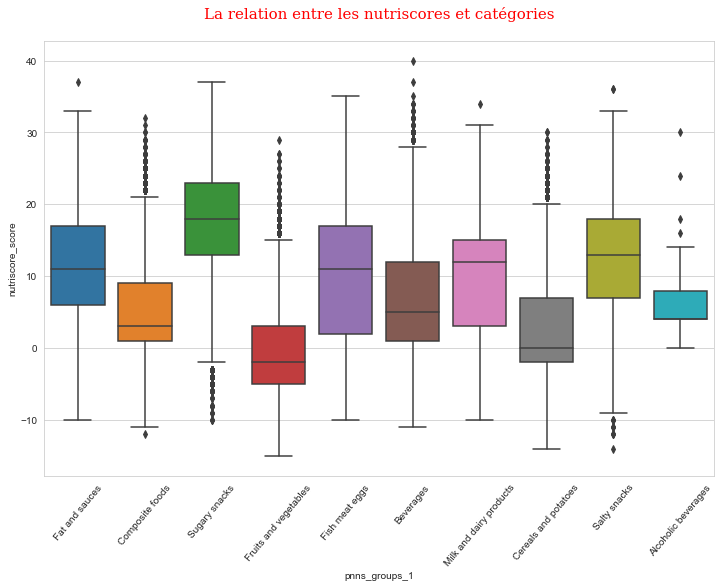 La relation entre les nutriscores et catégories
40
30
20
10
0
−10
nutriscore_score
Fat and sauces
Composite foods
Sugary snacks
Fruits and vegetables
Fish meat eggs
Beverages
Milk and dairy products
Cereals and potatoes
Salty snacks
Alcoholic beverages
pnns_groups_1